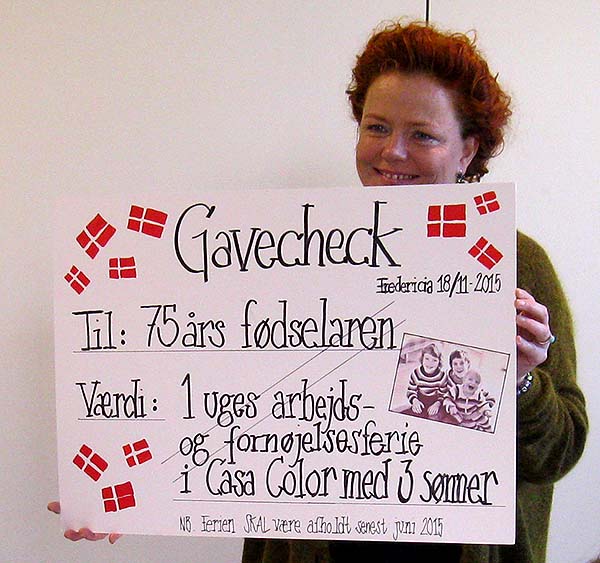 Gavecheck
Fredericia 18/11-2015
Til: 75 års fødselaren
Værdi: 1 uges arbejds-
og fornøjelsesferie
i Casa Color med 3 sønner
NB. Ferien SKAL være afholdt senest juni 2015